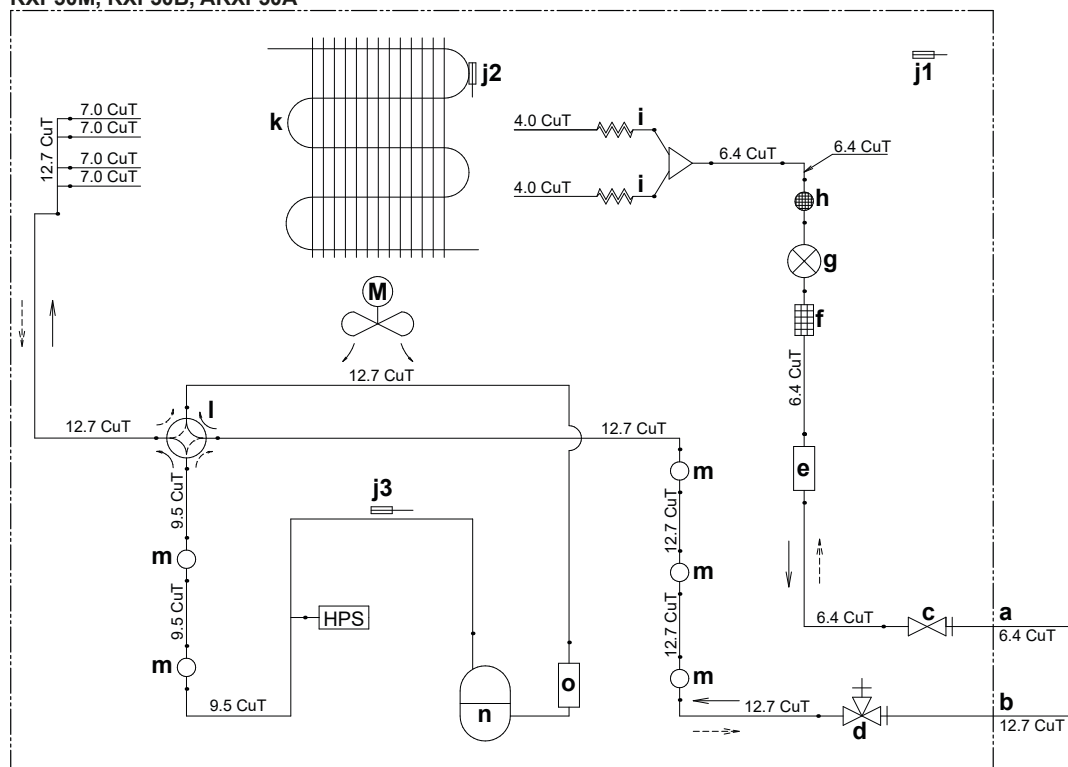 RXP50M, RXP50B, ARXP50A
j1
j2
k
7.0 CuT
7.0 CuT
7.0 CuT
7.0 CuT
12.7 CuT
4.0 CuT
i
4.0 CuT
i
6.4 CuT
6.4 CuT
h
g
f
6.4 CuT
e
M
12.7 CuT
l
12.7 CuT
12.7 CuT
9.5 CuT
m
9.5 CuT
m
9.5 CuT
j3
HPS
n
o
m
12.7 CuT
m
12.7 CuT
m
6.4 CuT
c
a
6.4 CuT
12.7 CuT
d
b
12.7 CuT